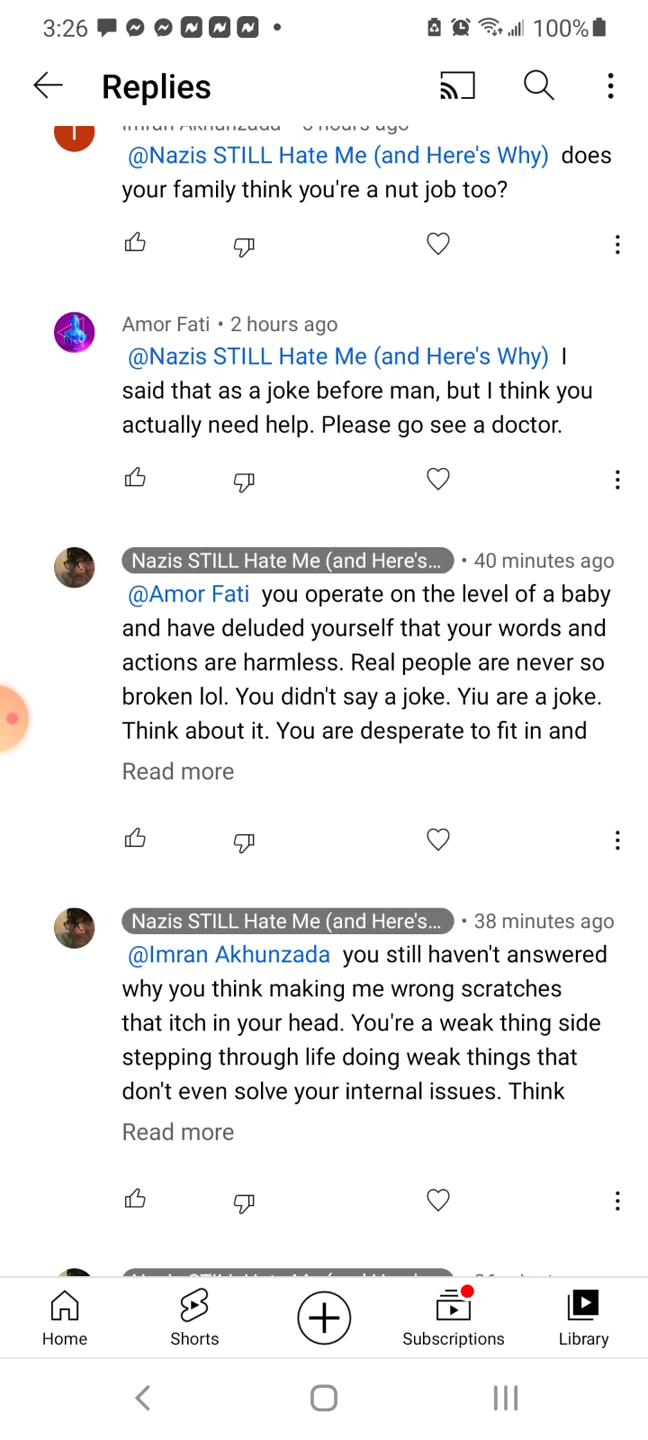 3:26
100%
Replies
@Nazis STILL Hate Me (and Here's Why) does
your family think you're a nut job too?
Amor Fati • 2 hours ago
@Nazis STILL Hate Me (and Here's Why) I
said that as a joke before man, but I think you
actually need help. Please go see a doctor.
Nazis STILL Hate Me (and Here's... • 40 minutes ago
@Amor Fati you operate on the level of a baby
and have deluded yourself that your words and
actions are harmless. Real people are never so
broken lol. You didn't say a joke. Yiu are a joke.
Think about it. You are desperate to fit in and
Read more
Nazis STILL Hate Me (and Here's... • 38 minutes ago
@Imran Akhunzada you still haven't answered
why you think making me wrong scratches
that itch in your head. You're a weak thing side
stepping through life doing weak things that
don't even solve your internal issues. Think
Read more
Home
Shorts
Subscriptions
Library